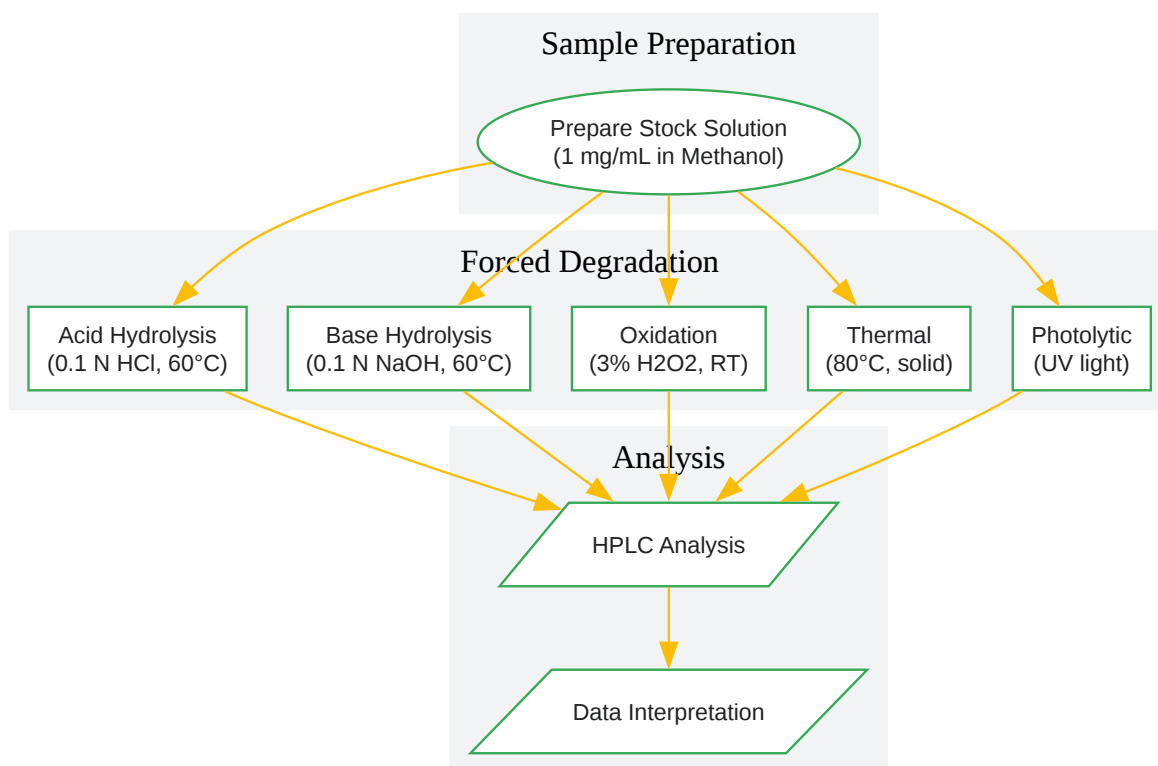 Sample Preparation
Prepare Stock Solution
(1 mg/mL in Methanol)
Forced Degradation
Acid Hydrolysis
(0.1 N HCl, 60°C)
Base Hydrolysis
(0.1 N NaOH, 60°C)
Oxidation
(3% H2O2, RT)
Thermal
(80°C, solid)
Photolytic
(UV light)
Analysis
HPLC Analysis
Data Interpretation